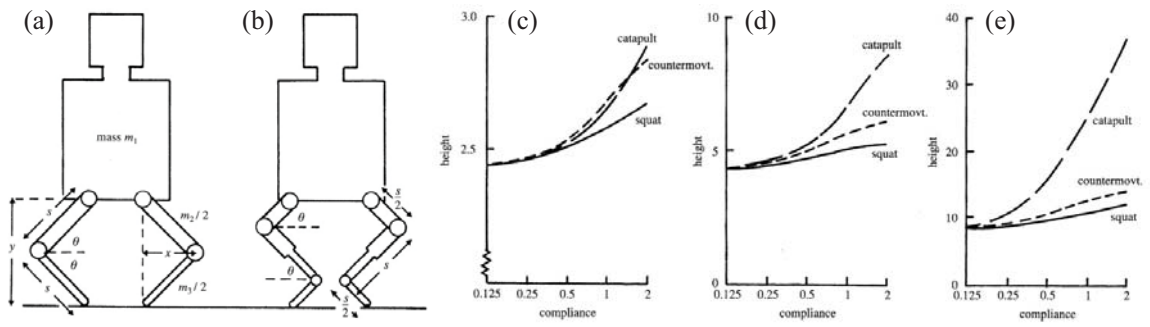 (a)
mass m₁
s
m₂/2
y
θ
x
θ
s
m₃/2
(b)
s/2
θ
s
θ
s/2
(c)
3.0
catapult
countermovt.
squat
height
2.5
0.125 0.25 0.5 1 2
compliance
(d)
10
catapult
countermovt.
squat
height
5
0
0.125 0.25 0.5 1 2
compliance
(e)
40
30
catapult
height
20
countermovt.
10
squat
0
0.125 0.25 0.5 1 2
compliance